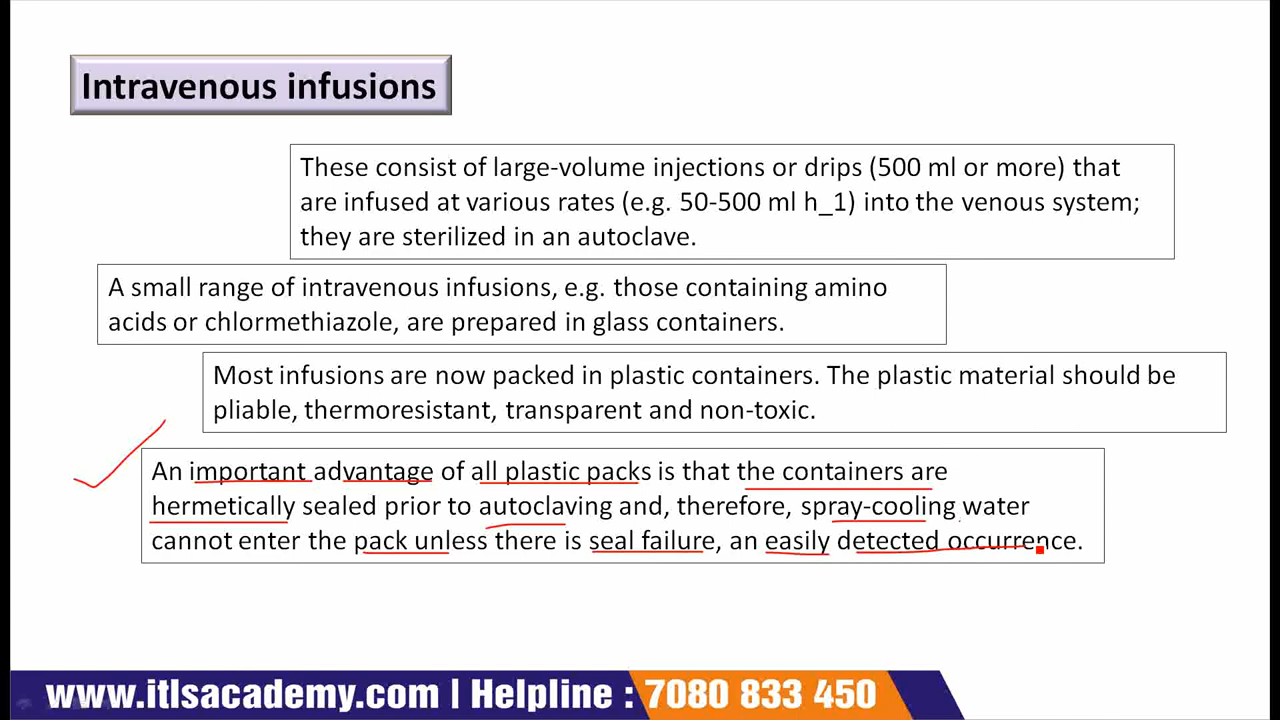 Intravenous infusions
These consist of large-volume injections or drips (500 ml or more) that
are infused at various rates (e.g. 50-500 ml h_1) into the venous system;
they are sterilized in an autoclave.
A small range of intravenous infusions, e.g. those containing amino
acids or chlormethiazole, are prepared in glass containers.
Most infusions are now packed in plastic containers. The plastic material should be
pliable, thermoresistant, transparent and non-toxic.
An important advantage of all plastic packs is that the containers are
hermetically sealed prior to autoclaving and, therefore, spray-cooling water
cannot enter the pack unless there is seal failure, an easily detected occurrence.
www.itlsacademy.com | Helpline : 7080 833 450